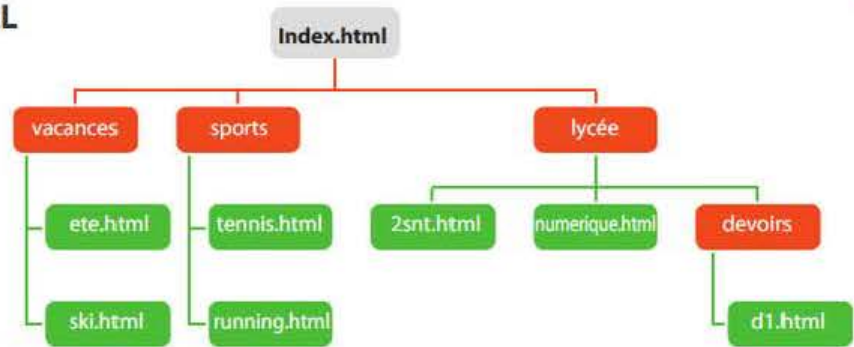 L
Index.html
vacances
sports
lycée
ete.html
tennis.html
2snt.html
numerique.html
devoirs
ski.html
running.html
d1.html